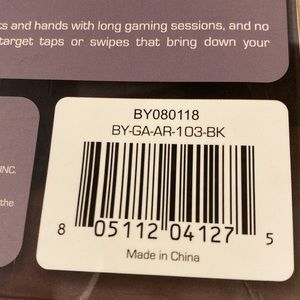 ts and hands with long gaming sessions, and no
target taps or swipes that bring down your
BY080118
BY-GA-AR-103-BK
INC.
the
8 05112 04127 5
Made in China